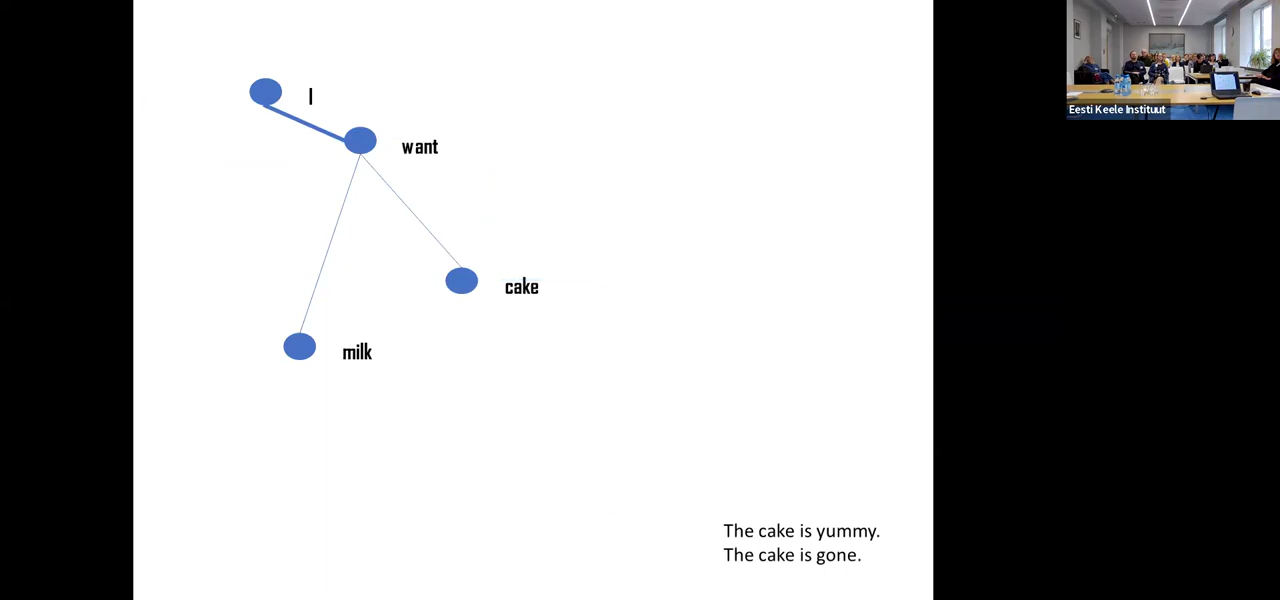 I
want
cake
milk
The cake is yummy.
The cake is gone.
Eesti Keele Instituut